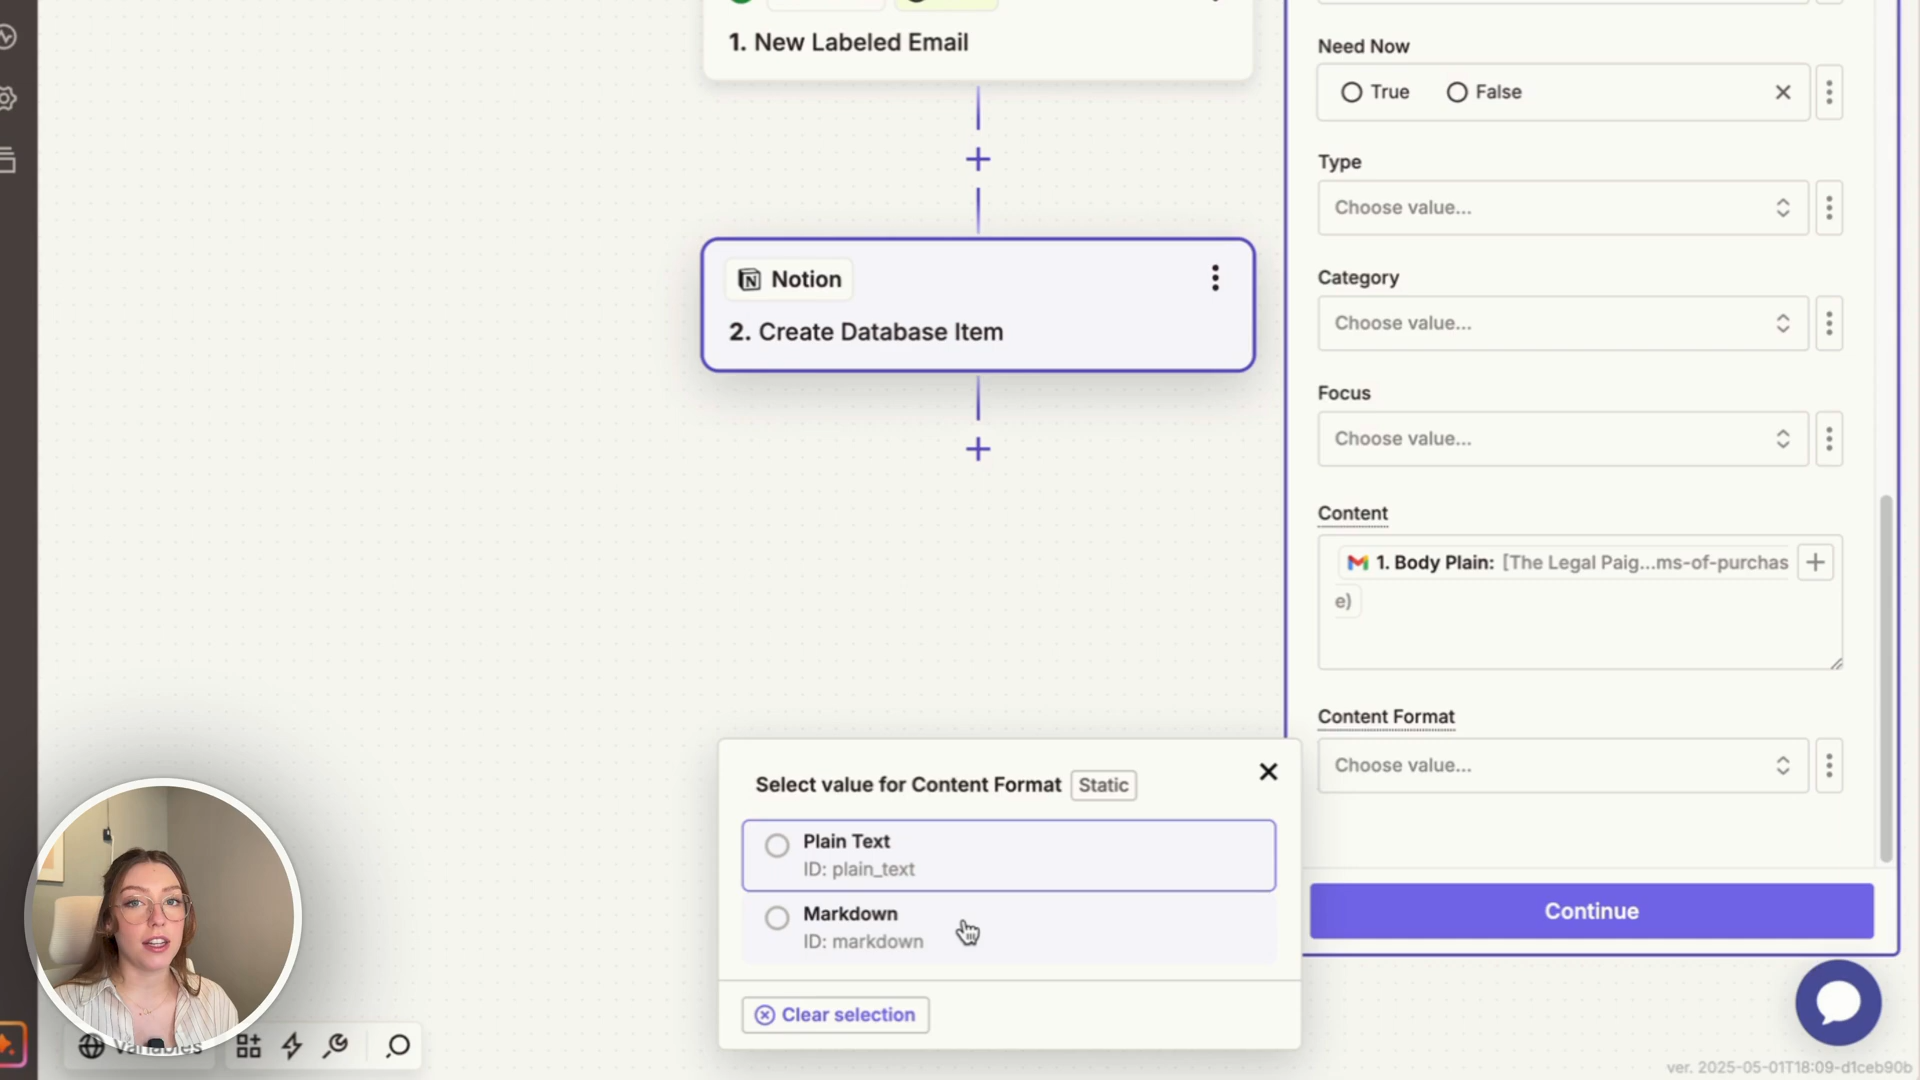 1. New Labeled Email
Notion
2. Create Database Item
Need Now
True
False
Type
Choose value...
Category
Choose value...
Focus
Choose value...
Content
1. Body Plain: [The Legal Paig...ms-of-purchas
e)
Content Format
Choose value...
Continue
Select value for Content Format
Static
Plain Text
ID: plain_text
Markdown
ID: markdown
Clear selection
Variables
ver. 2025-05-01T18:09-d1ceb90b